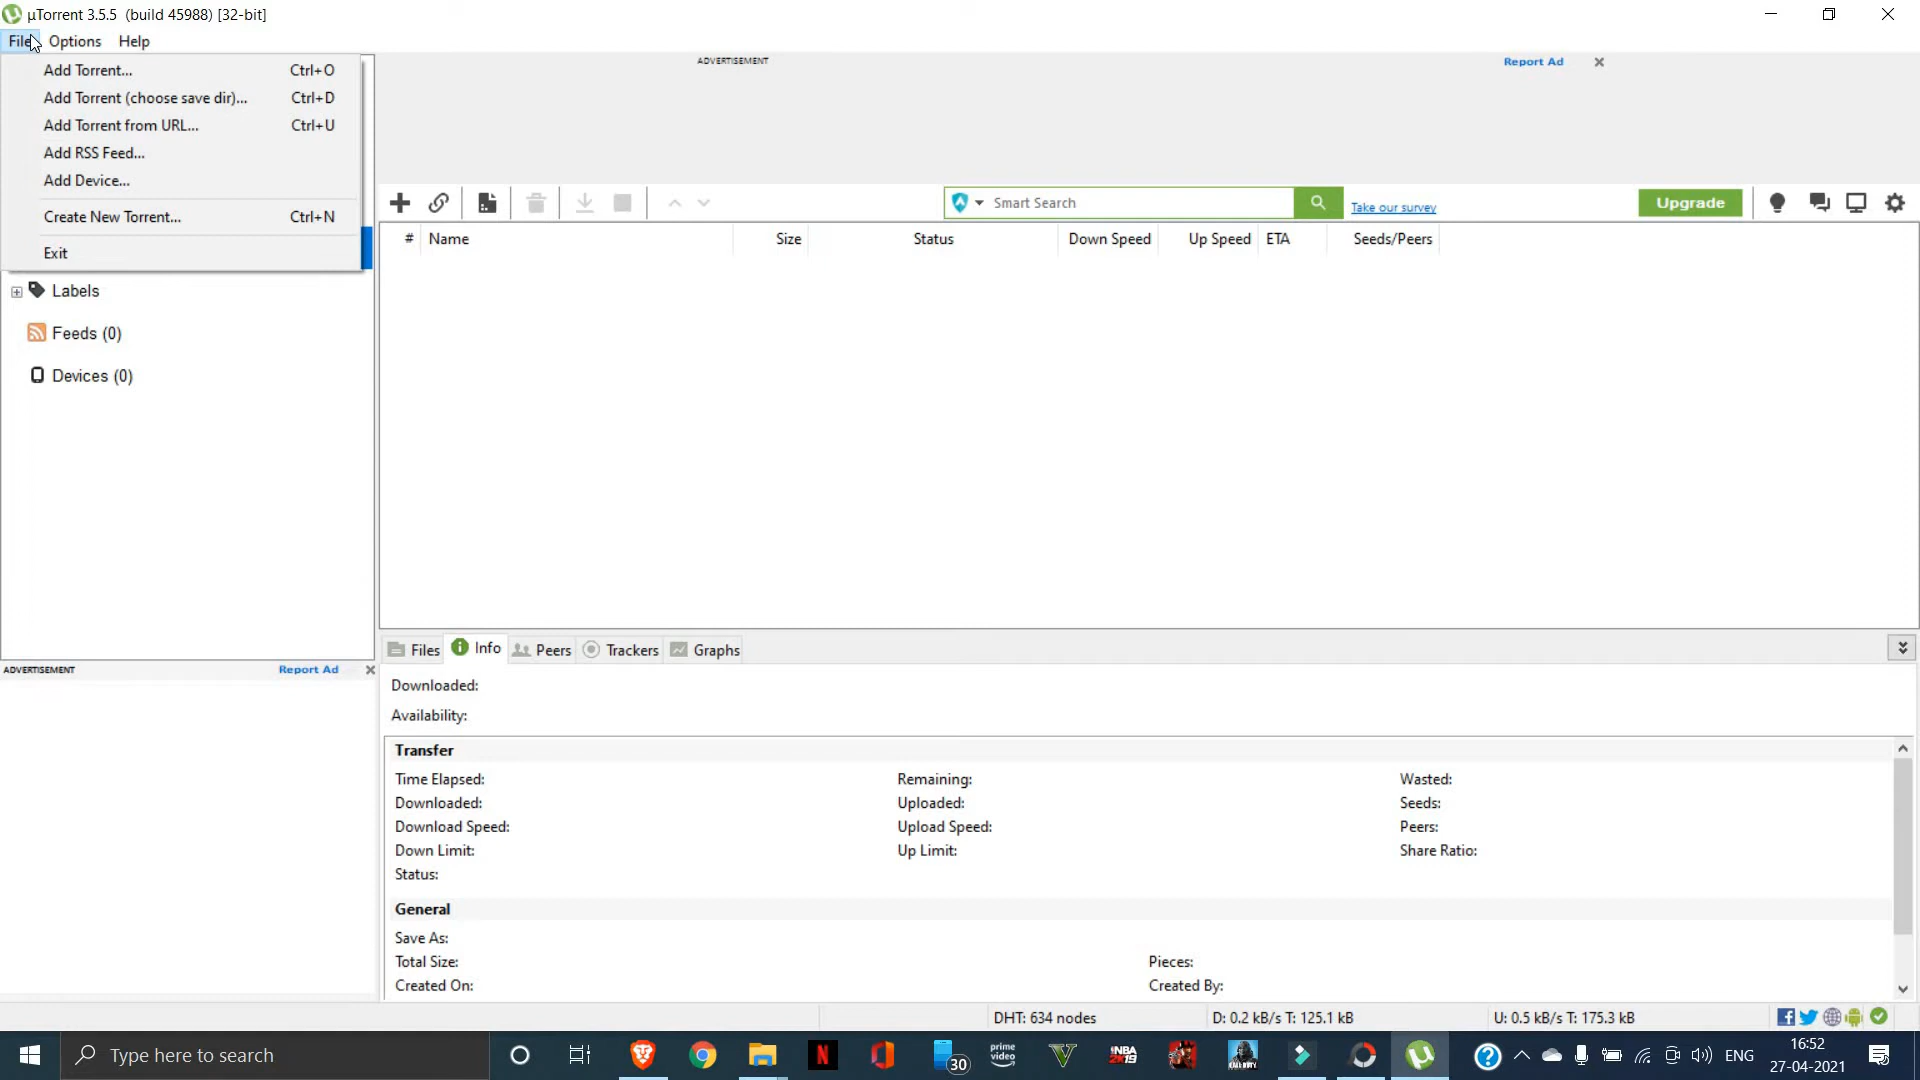 µTorrent 3.5.5 (build 45988) [32-bit]
File Options Help
Add Torrent... Ctrl+O
Add Torrent (choose save dir)... Ctrl+D
Add Torrent from URL... Ctrl+U
Add RSS Feed...
Add Device...
Create New Torrent... Ctrl+N
Exit
Labels
Feeds (0)
Devices (0)
ADVERTISEMENT Report Ad
ADVERTISEMENT Report Ad
Smart Search Take our survey Upgrade
# Name Size Status Down Speed Up Speed ETA Seeds/Peers
Files Info Peers Trackers Graphs
Downloaded:
Availability:
Transfer
Time Elapsed: Remaining: Wasted:
Downloaded: Uploaded: Seeds:
Download Speed: Upload Speed: Peers:
Down Limit: Up Limit: Share Ratio:
Status:
General
Save As:
Total Size: Pieces:
Created On: Created By:
DHT: 634 nodes D: 0.2 kB/s T: 125.1 kB U: 0.5 kB/s T: 175.3 kB
Type here to search
N
30
prime video
V
NBA 2K19
CALL OF DUTY
ENG
16:52
27-04-2021